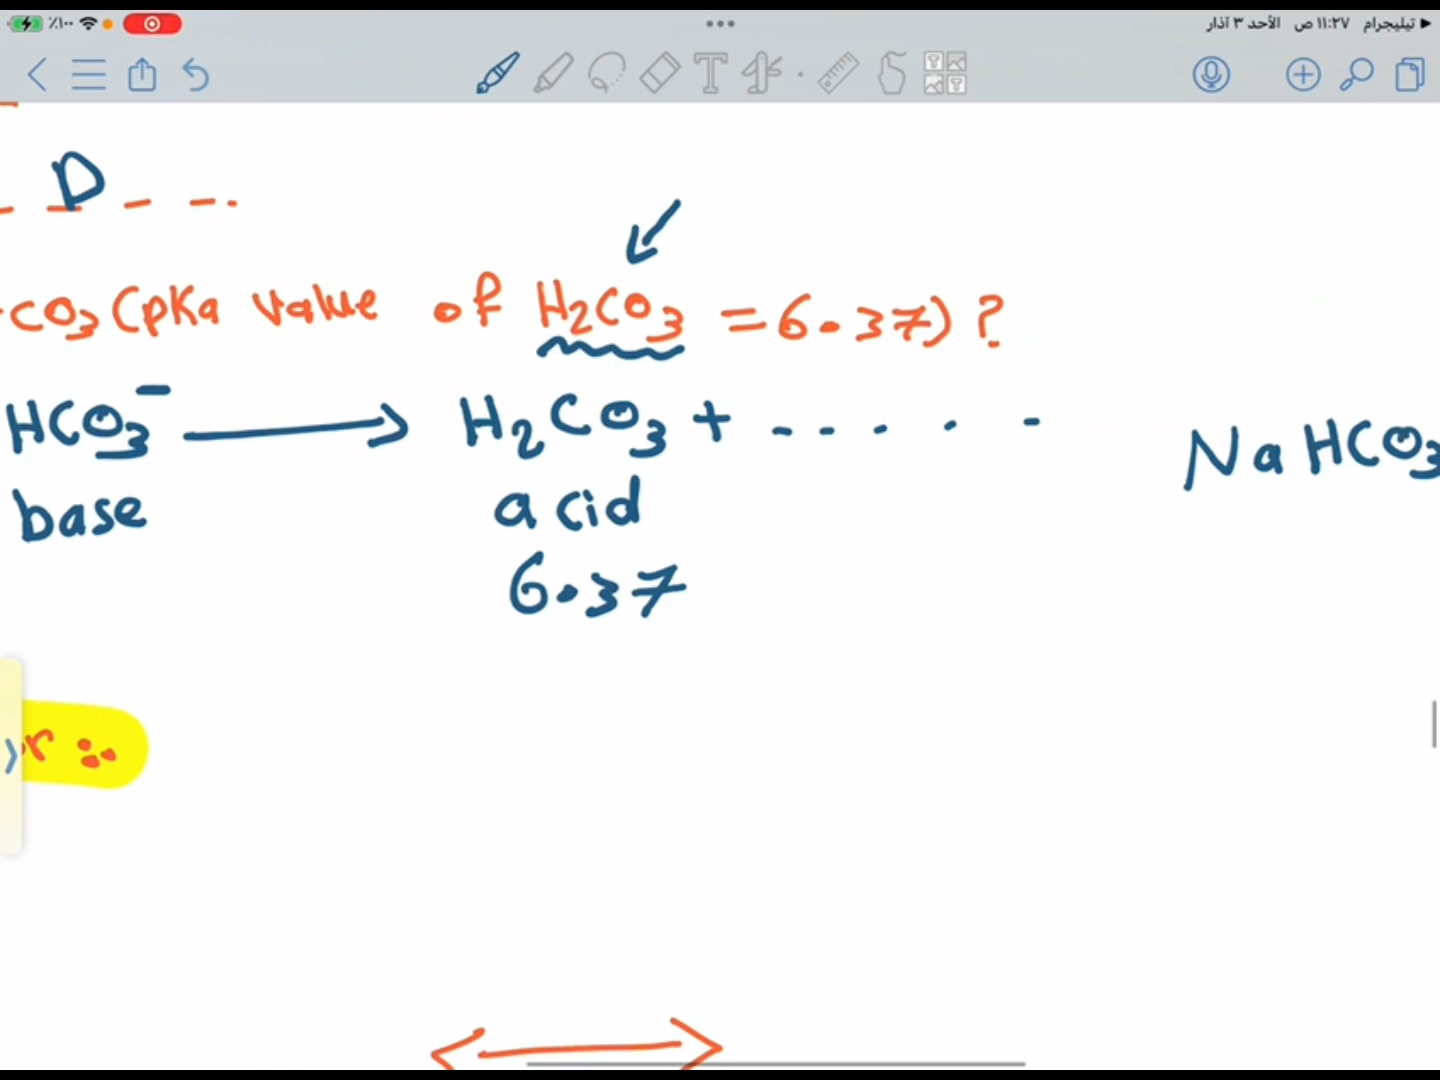 ٪١٠٠ ◀ تيليجرام ١١:٢٧ ص الأحد ٣ آذار
D
CO3 (pKa value of H2CO3 = 6.37) ?
HCO3⁻ → H2CO3 + - - - - -
NaHCO3
base acid
6.37
r :.